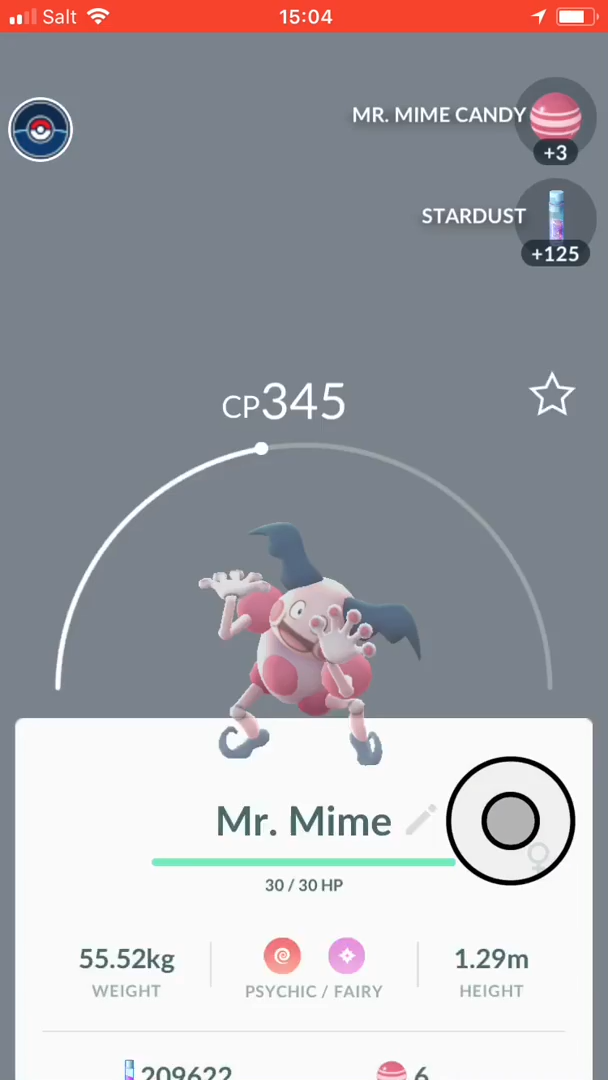 Salt 15:04
MR. MIME CANDY
+3
STARDUST
+125
CP345
Mr. Mime
30 / 30 HP
55.52kg 1.29m
WEIGHT PSYCHIC / FAIRY HEIGHT
209622 6